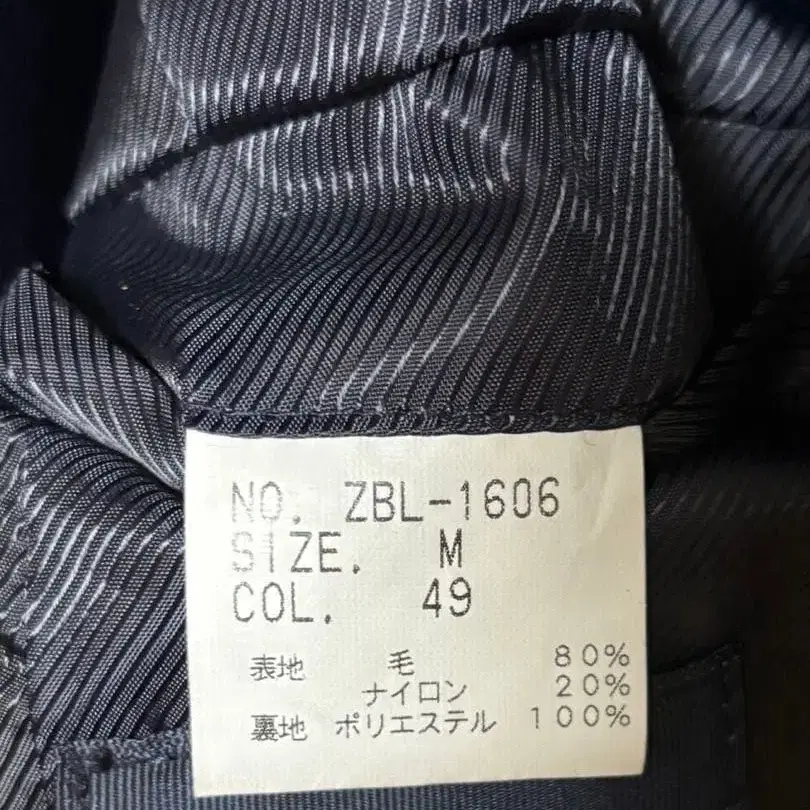 NO. ZBL-1606
SIZE. M
COL. 49
表地 毛 80%
ナイロン 20%
裏地 ポリエステル 100%